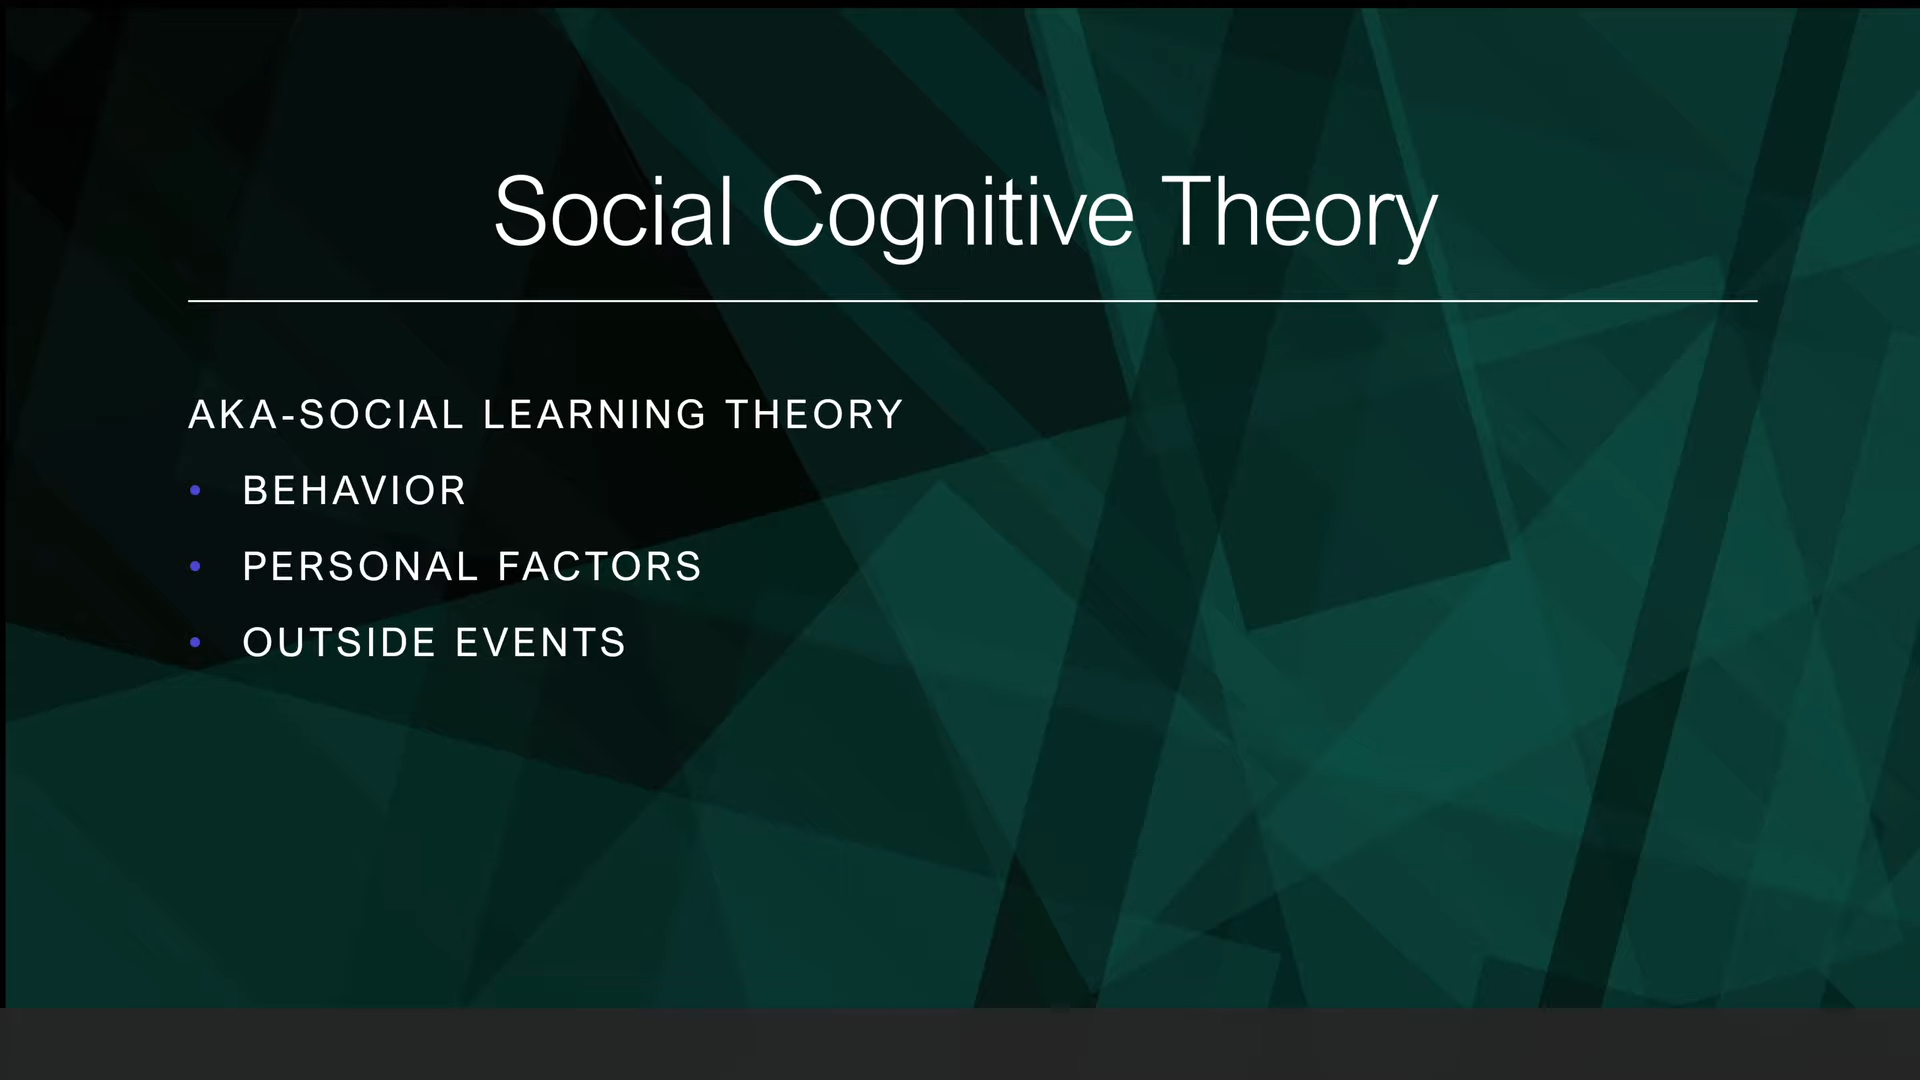 Social Cognitive Theory
AKA-SOCIAL LEARNING THEORY
• BEHAVIOR
• PERSONAL FACTORS
• OUTSIDE EVENTS